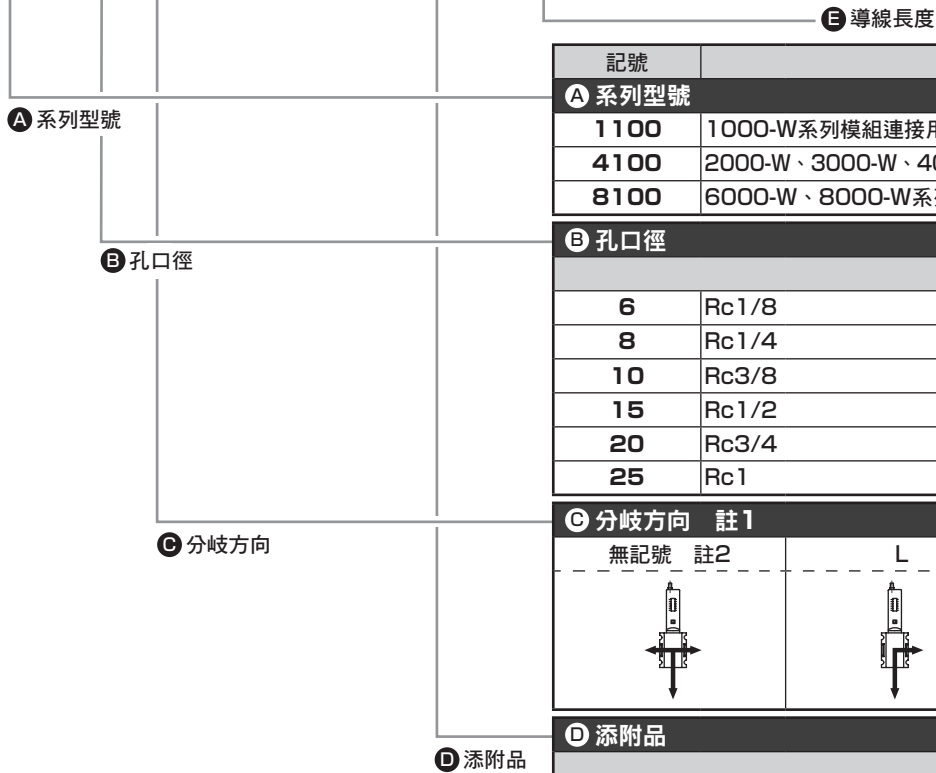 E 導線長度
記號
A 系列型號
A 系列型號
1100 1000-W系列模組連接用
4100 2000-W、3000-W、40
8100 6000-W、8000-W系
B 孔口徑
B 孔口徑
6 Rc1/8
8 Rc1/4
10 Rc3/8
15 Rc1/2
20 Rc3/4
25 Rc1
C 分岐方向 註1
C 分岐方向
無記號 註2 L
D 添附品
D 添附品